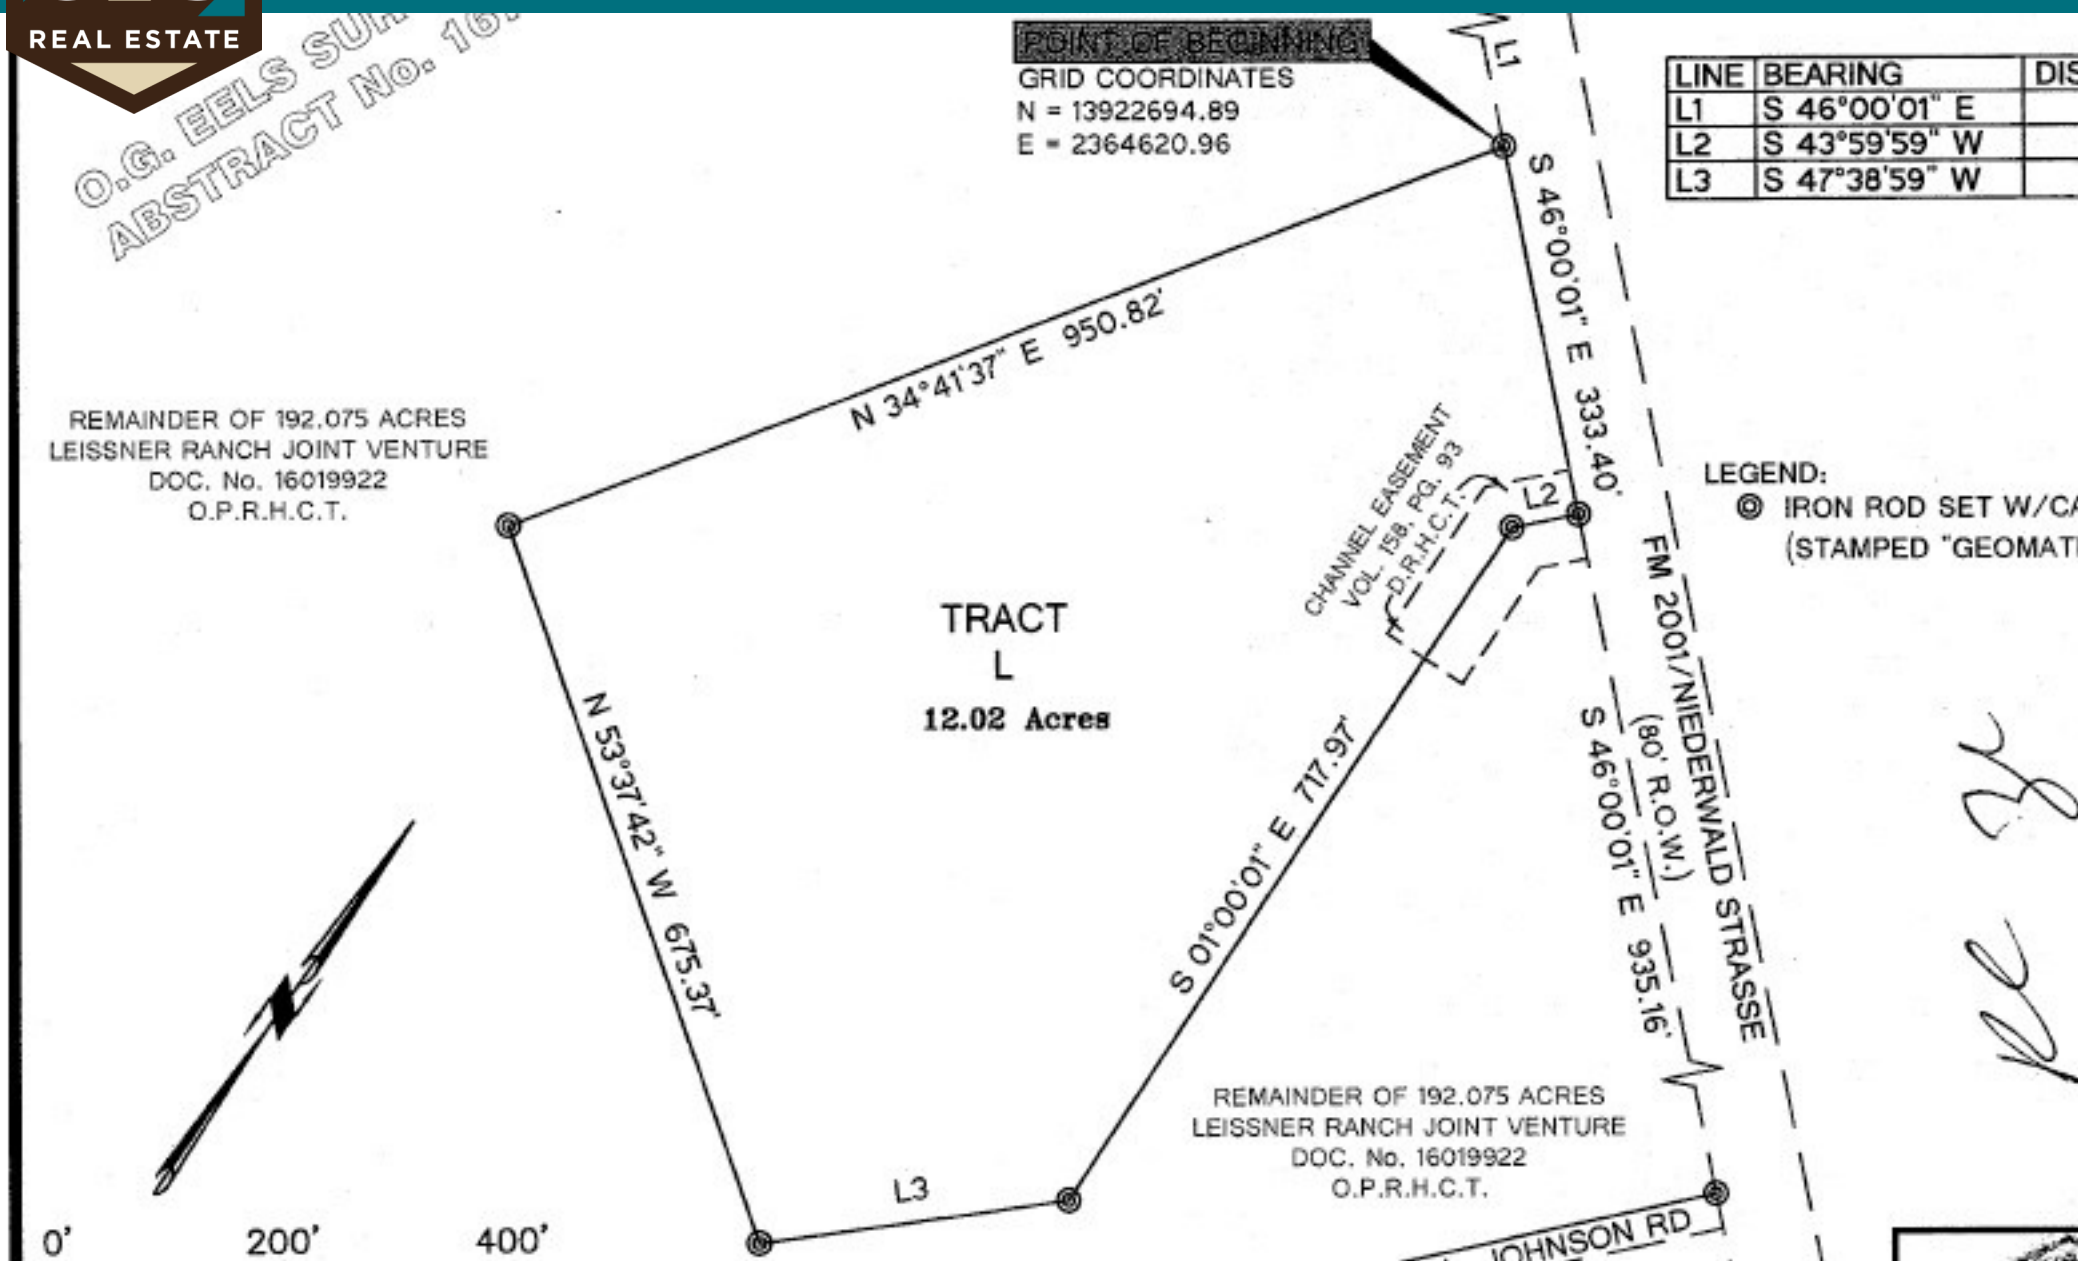 REAL ESTATE
O.G. EELS
ABSTRACT No.
POINT OF BEGINNING
GRID COORDINATES
N = 13922694.89
E = 2364620.96
L1
LINE BEARING
L1 S 46°00'01" E
L2 S 43°59'59" W
L3 S 47°38'59" W
S 46°00'01" E 333.40'
N 34°41'37" E 950.82'
REMAINDER OF 192.075 ACRES
LEISSNER RANCH JOINT VENTURE
DOC. No. 16019922
O.P.R.H.C.T.
CHANNEL EASEMENT
VOL. 158, PG. 93
D.R.H.C.T.
L2
LEGEND:
IRON ROD SET
(STAMPED
TRACT
L
12.02 Acres
FM 2001/NIEDERWALD STRASSE
(80' R.O.W.)
S 46°00'01" E 935.16'
N 53°37'42" W 675.37'
S 01°00'01" E 717.97'
REMAINDER OF 192.075 ACRES
LEISSNER RANCH JOINT VENTURE
DOC. No. 16019922
O.P.R.H.C.T.
L3
0' 200' 400'
JOHNSON RD